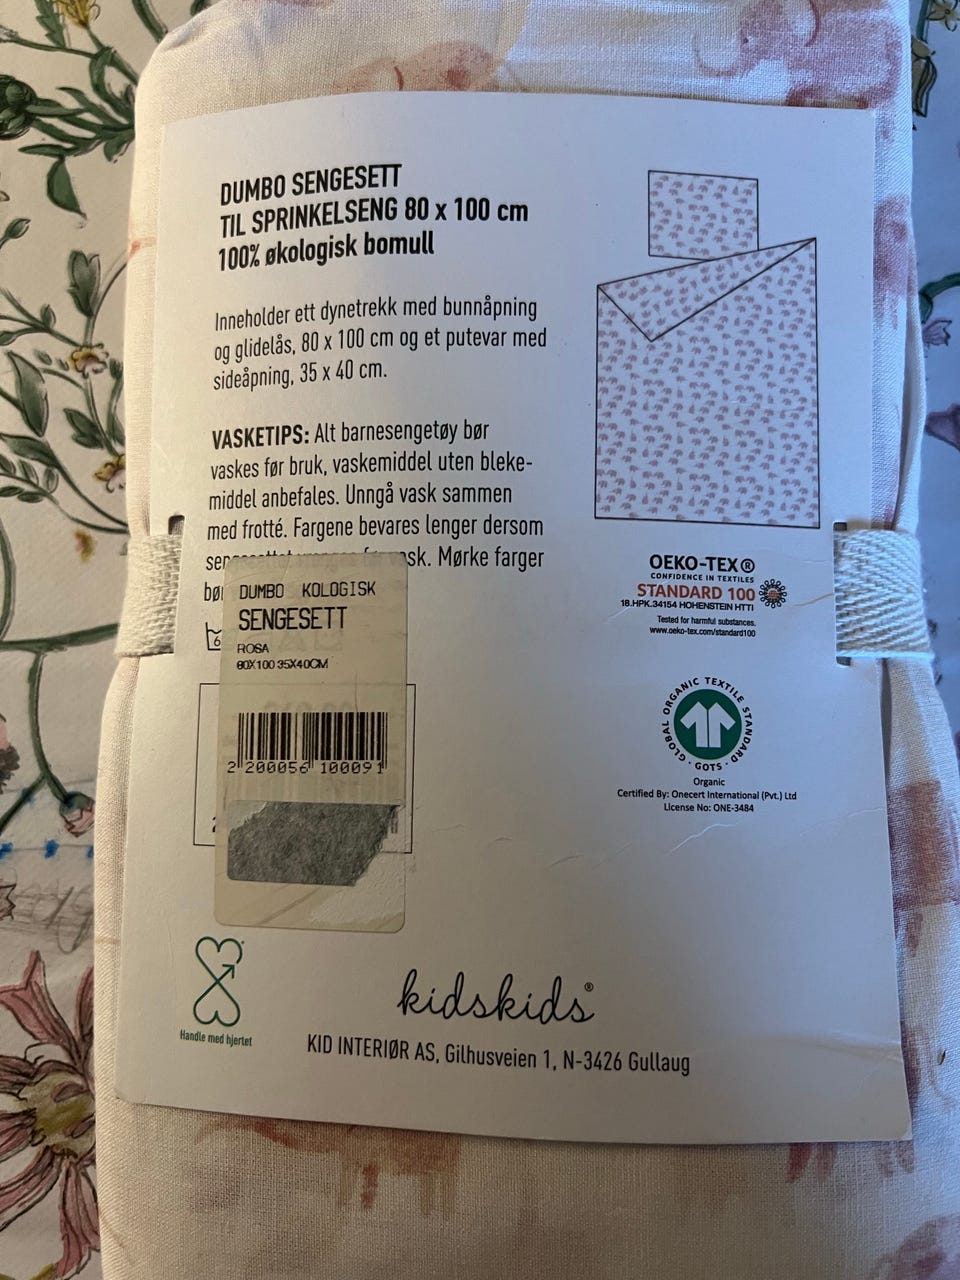 DUMBO SENGESETT
TIL SPRINKELSENG 80 x 100 cm
100% økologisk bomull
Inneholder ett dynetrekk med bunnåpning
og glidelås, 80 x 100 cm og et putevar med
sideåpning, 35 x 40 cm.
VASKETIPS: Alt barnesengetøy bør
vaskes før bruk, vaskemiddel uten bleke-
middel anbefales. Unngå vask sammen
med frotté. Fargene bevares lenger dersom
Mørke farger
DUMBO KOLOGISK
SENGESETT
ROSA
80X100 35X40CM
2 200056 100091
OEKO-TEX®
CONFIDENCE IN TEXTILES
STANDARD 100
18.HPK.34154 HOHENSTEIN HTTI
Tested for harmful substances.
www.oeko-tex.com/standard100
GLOBAL ORGANIC TEXTILE STANDARD
· GOTS ·
Organic
Certified By: Onecert International (Pvt.) Ltd
License No: ONE-3484
Handle med hjertet
kidskids®
KID INTERIØR AS, Gilhusveien 1, N-3426 Gullaug